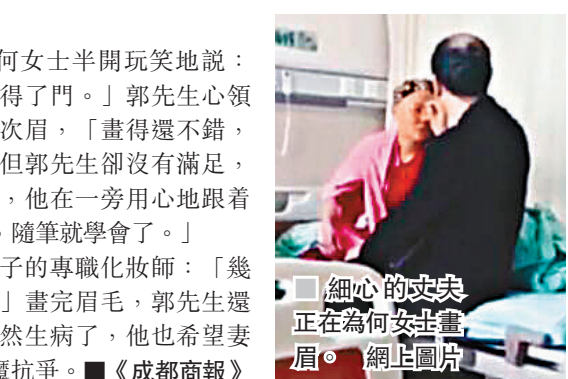 何女士半開玩笑地說：
得了門。」郭先生心領
次眉，「畫得還不錯，
但郭先生卻沒有滿足，
，他在一旁用心地跟着
，隨筆就學會了。」
子的專職化妝師：「幾
」畫完眉毛，郭先生還
然生病了，他也希望妻
抗爭。■《成都商報》
■ 細心的丈夫
正在為何女士畫
眉。 網上圖片